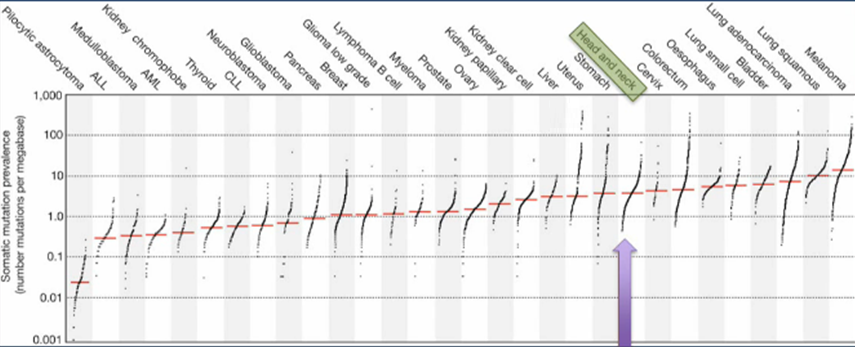 Pilocytic astrocytoma
ALL
Medulloblastoma
AML
Kidney chromophobe
Thyroid
CLL
Neuroblastoma
Glioblastoma
Pancreas
Breast
Glioma low grade
Lymphoma B cell
Myeloma
Prostate
Ovary
Kidney papillary
Kidney clear cell
Liver
Uterus
Stomach
Head and neck
Cervix
Colorectum
Oesophagus
Lung small cell
Bladder
Lung adenocarcinoma
Lung squamous
Melanoma
Somatic mutation prevalence
(number mutations per megabase)
1,000
100
10
1.0
0.1
0.01
0.001